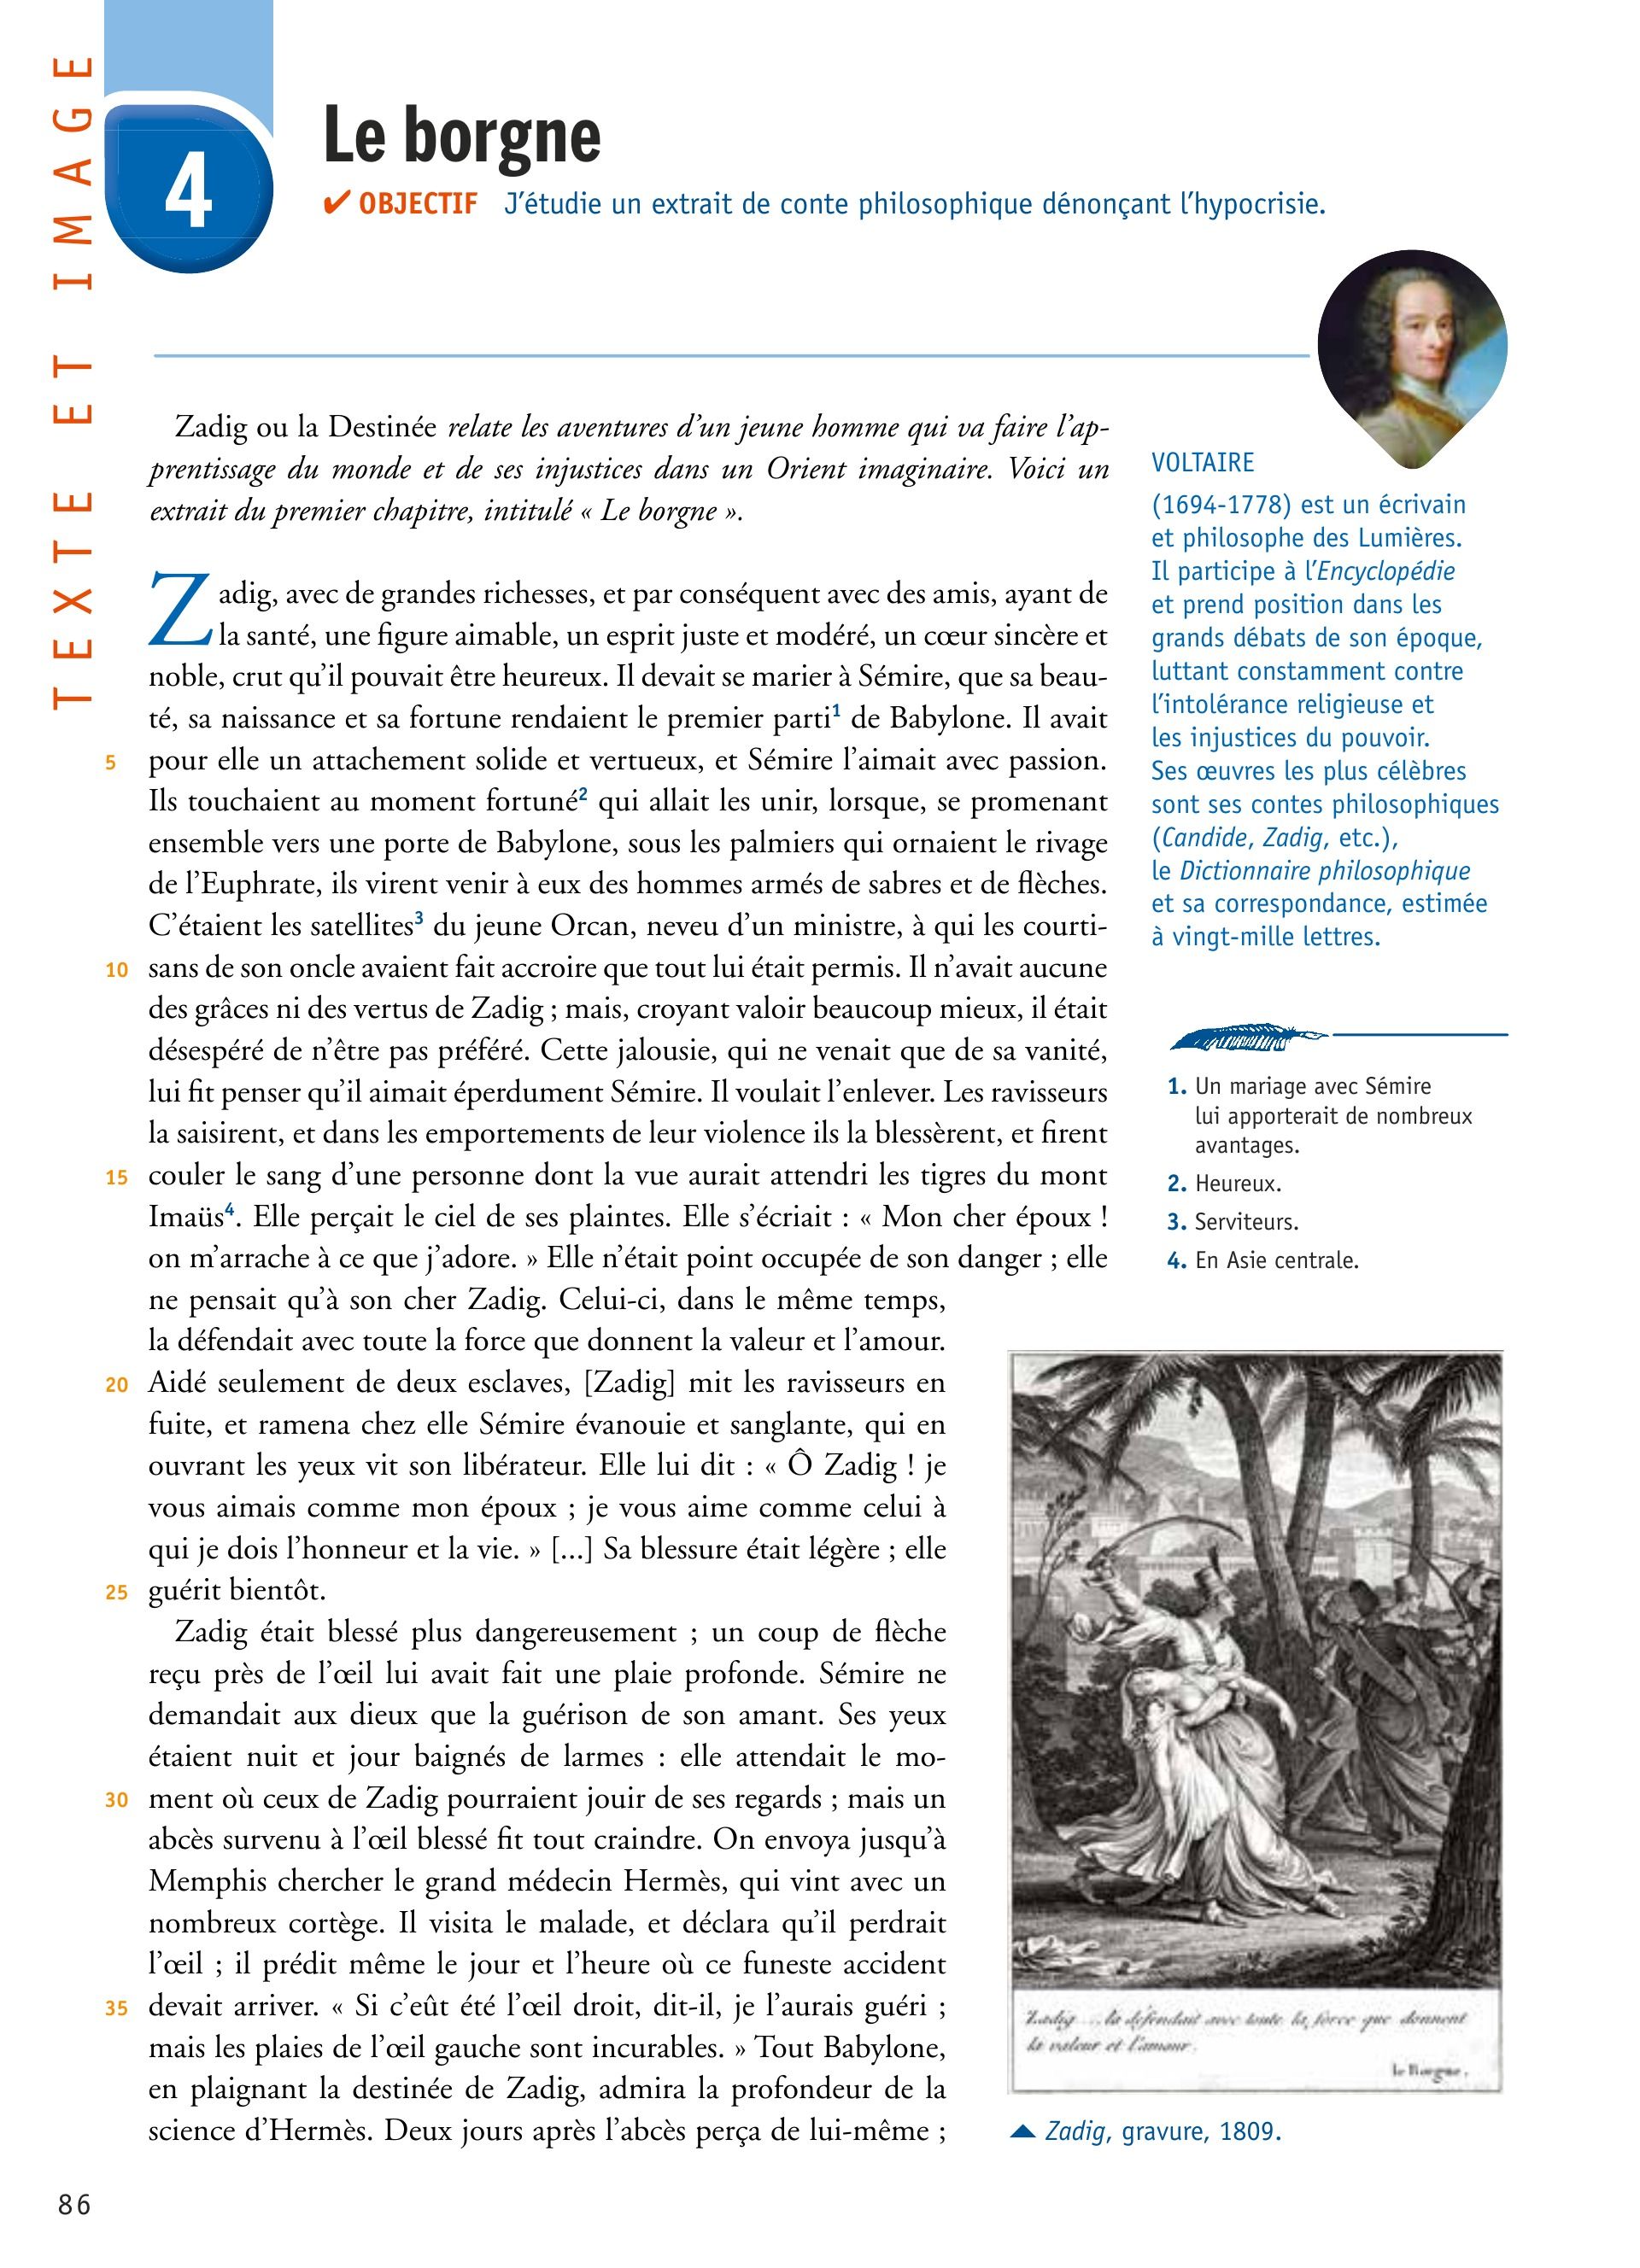 TEXTE ET IMAGE
4
Le borgne
✔ OBJECTIF J’étudie un extrait de conte philosophique dénonçant l’hypocrisie.
Zadig ou la Destinée relate les aventures d’un jeune homme qui va faire l’ap-
prentissage du monde et de ses injustices dans un Orient imaginaire. Voici un
extrait du premier chapitre, intitulé « Le borgne ».
Zadig, avec de grandes richesses, et par conséquent avec des amis, ayant de
la santé, une figure aimable, un esprit juste et modéré, un cœur sincère et
noble, crut qu’il pouvait être heureux. Il devait se marier à Sémire, que sa beau-
té, sa naissance et sa fortune rendaient le premier parti1 de Babylone. Il avait
5 pour elle un attachement solide et vertueux, et Sémire l’aimait avec passion.
Ils touchaient au moment fortuné2 qui allait les unir, lorsque, se promenant
ensemble vers une porte de Babylone, sous les palmiers qui ornaient le rivage
de l’Euphrate, ils virent venir à eux des hommes armés de sabres et de flèches.
C’étaient les satellites3 du jeune Orcan, neveu d’un ministre, à qui les courti-
10 sans de son oncle avaient fait accroire que tout lui était permis. Il n’avait aucune
des grâces ni des vertus de Zadig ; mais, croyant valoir beaucoup mieux, il était
désespéré de n’être pas préféré. Cette jalousie, qui ne venait que de sa vanité,
lui fit penser qu’il aimait éperdument Sémire. Il voulait l’enlever. Les ravisseurs
la saisirent, et dans les emportements de leur violence ils la blessèrent, et firent
15 couler le sang d’une personne dont la vue aurait attendri les tigres du mont
Imaüs4. Elle perçait le ciel de ses plaintes. Elle s’écriait : « Mon cher époux !
on m’arrache à ce que j’adore. » Elle n’était point occupée de son danger ; elle
ne pensait qu’à son cher Zadig. Celui-ci, dans le même temps,
la défendait avec toute la force que donnent la valeur et l’amour.
20 Aidé seulement de deux esclaves, [Zadig] mit les ravisseurs en
fuite, et ramena chez elle Sémire évanouie et sanglante, qui en
ouvrant les yeux vit son libérateur. Elle lui dit : « Ô Zadig ! je
vous aimais comme mon époux ; je vous aime comme celui à
qui je dois l’honneur et la vie. » [...] Sa blessure était légère ; elle
25 guérit bientôt.
Zadig était blessé plus dangereusement ; un coup de flèche
reçu près de l’œil lui avait fait une plaie profonde. Sémire ne
demandait aux dieux que la guérison de son amant. Ses yeux
étaient nuit et jour baignés de larmes : elle attendait le mo-
30 ment où ceux de Zadig pourraient jouir de ses regards ; mais un
abcès survenu à l’œil blessé fit tout craindre. On envoya jusqu’à
Memphis chercher le grand médecin Hermès, qui vint avec un
nombreux cortège. Il visita le malade, et déclara qu’il perdrait
l’œil ; il prédit même le jour et l’heure où ce funeste accident
35 devait arriver. « Si c’eût été l’œil droit, dit-il, je l’aurais guéri ;
mais les plaies de l’œil gauche sont incurables. » Tout Babylone,
en plaignant la destinée de Zadig, admira la profondeur de la
science d’Hermès. Deux jours après l’abcès perça de lui-même ;
VOLTAIRE
(1694-1778) est un écrivain
et philosophe des Lumières.
Il participe à l’Encyclopédie
et prend position dans les
grands débats de son époque,
luttant constamment contre
l’intolérance religieuse et
les injustices du pouvoir.
Ses œuvres les plus célèbres
sont ses contes philosophiques
(Candide, Zadig, etc.),
le Dictionnaire philosophique
et sa correspondance, estimée
à vingt-mille lettres.
1. Un mariage avec Sémire
lui apporterait de nombreux
avantages.
2. Heureux.
3. Serviteurs.
4. En Asie centrale.
Zadig ... la défendait avec toute la force que donnent
la valeur et l’amour.
le Borgne.
▲ Zadig, gravure, 1809.
86